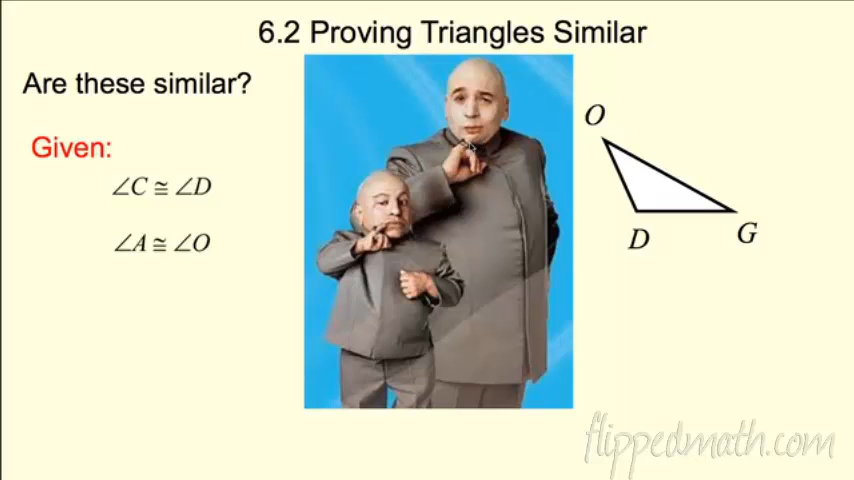 6.2 Proving Triangles Similar
Are these similar?
Given:
∠C ≅ ∠D
∠A ≅ ∠O
O
D
G
flippedmath.com